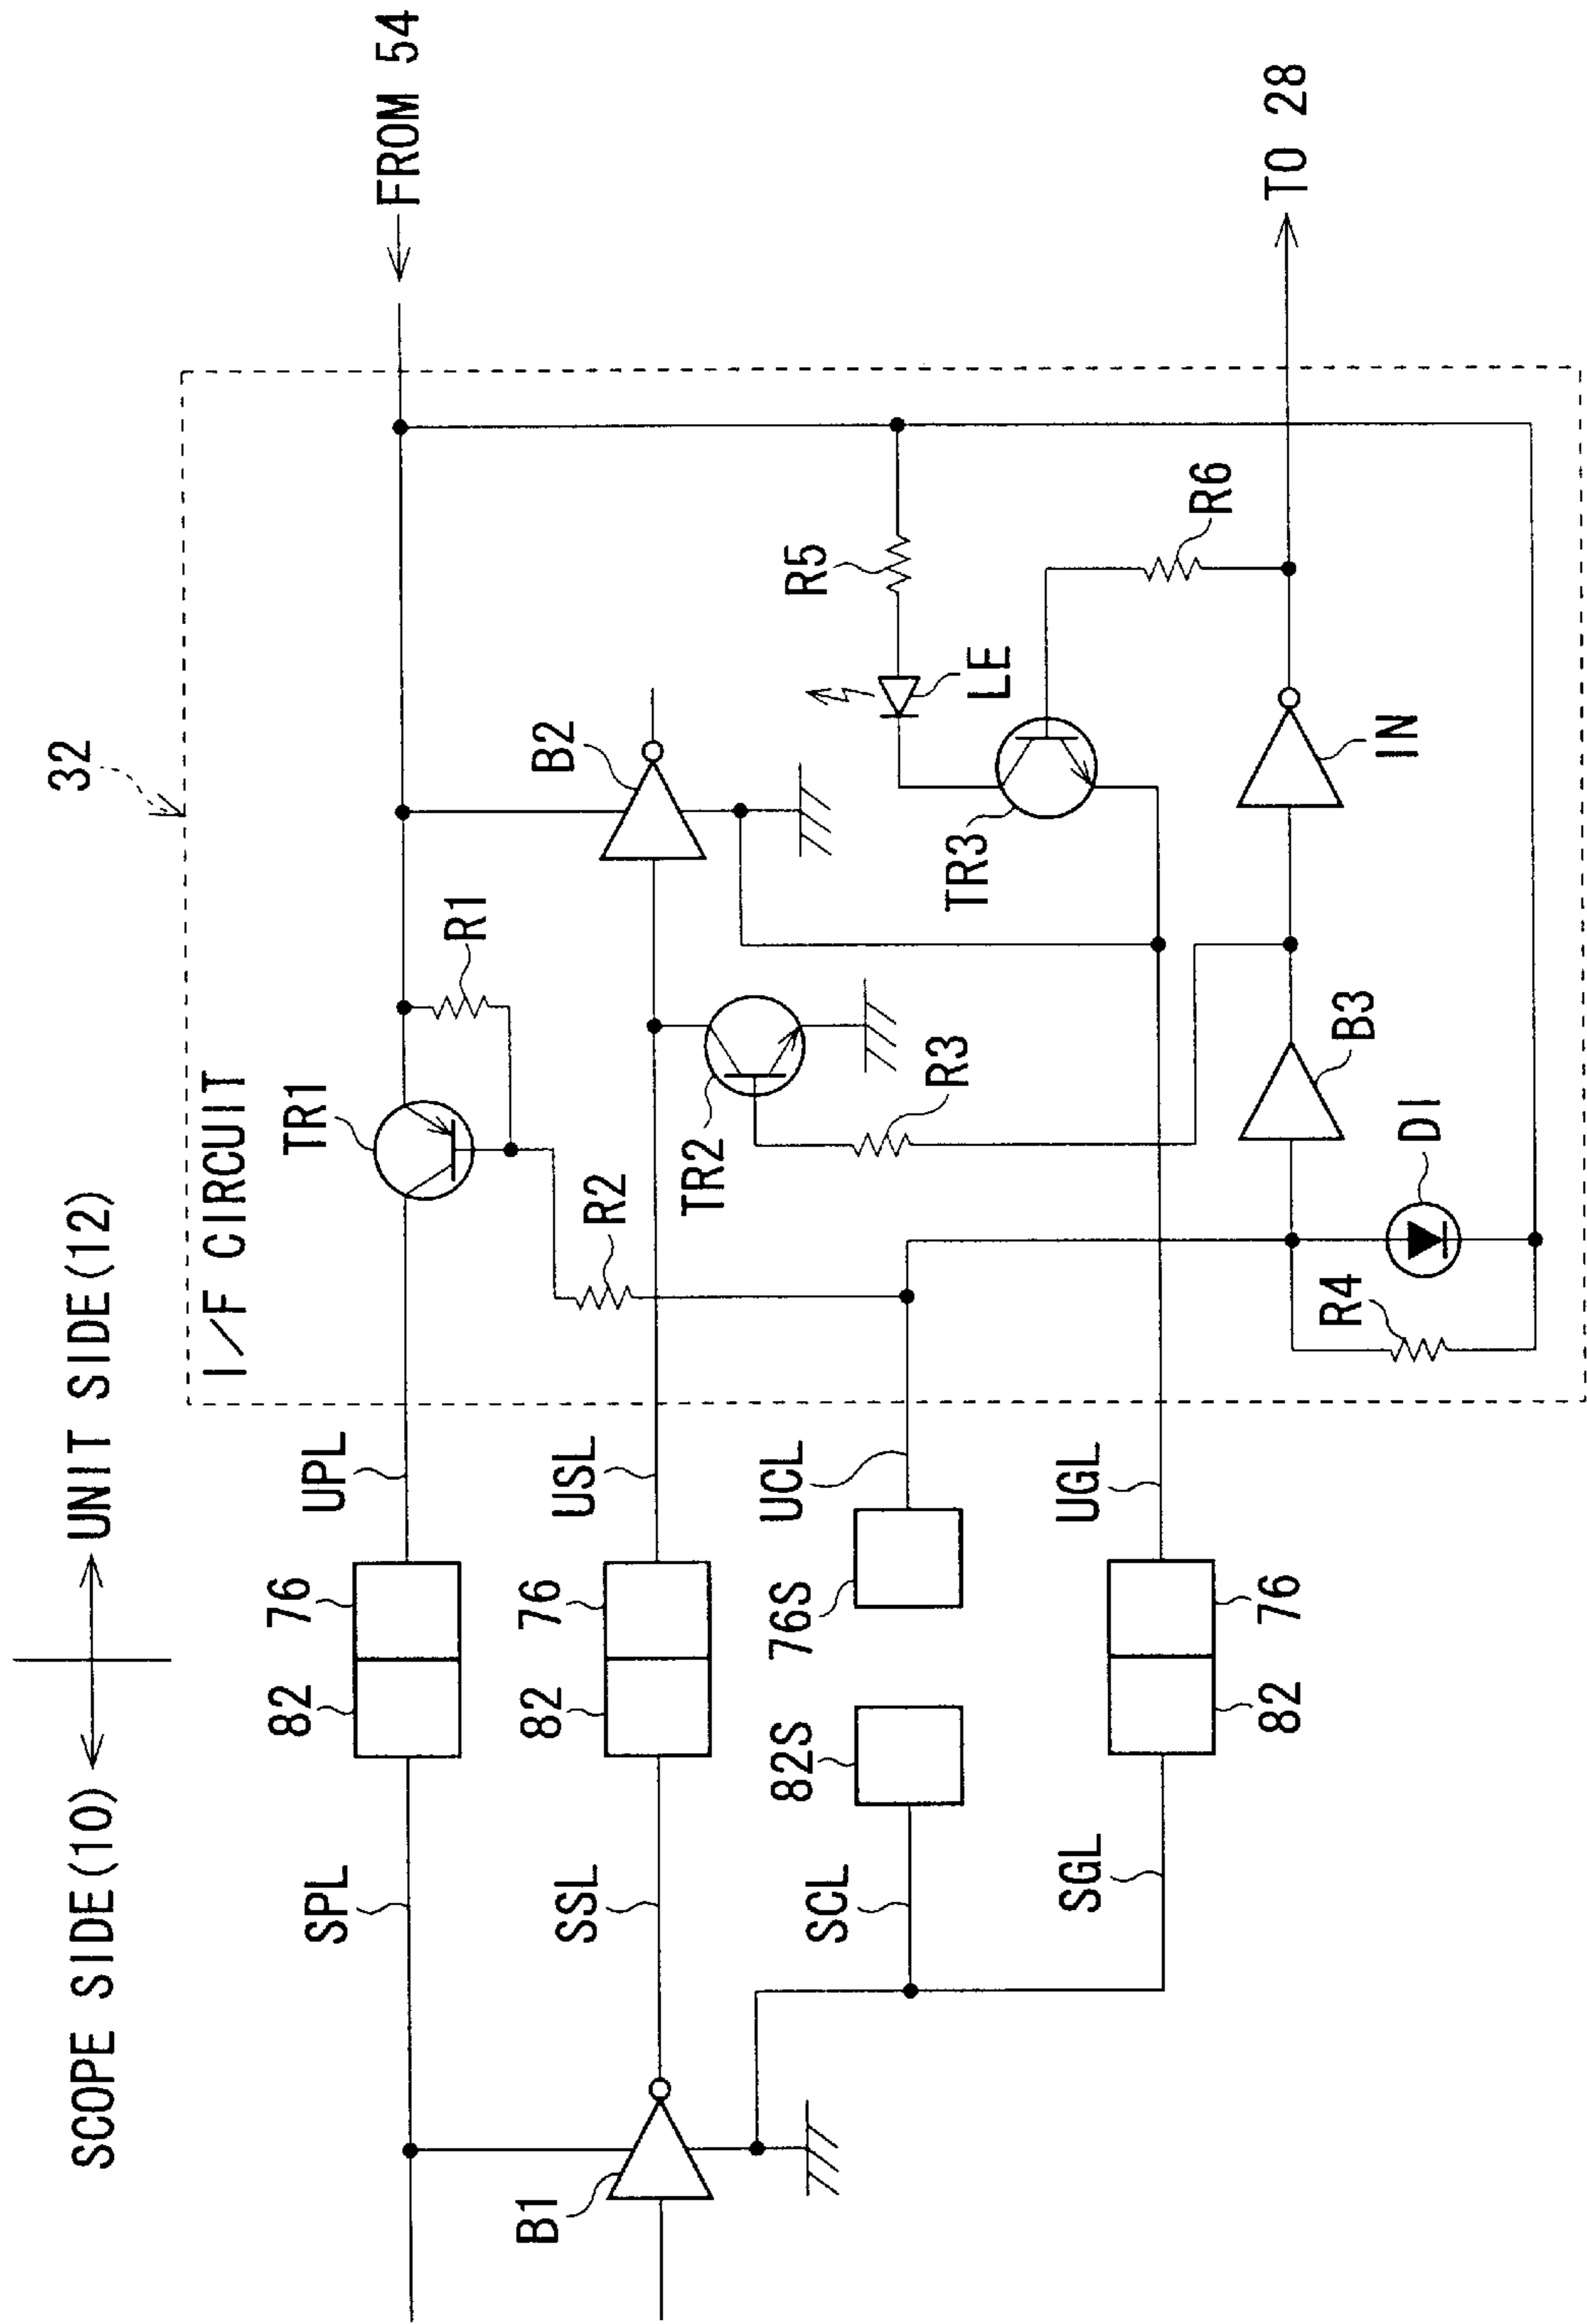 SCOPE SIDE(10)
UNIT SIDE(12)
32
I/F CIRCUIT
FROM 54
SPL
82
76
UPL
TR1
R1
B1
SSL
82
76
USL
R2
TR2
B2
R5
SCL
82S
76S
UCL
R3
TR3
LE
R6
SGL
82
76
UGL
R4
DI
B3
IN
TO 28